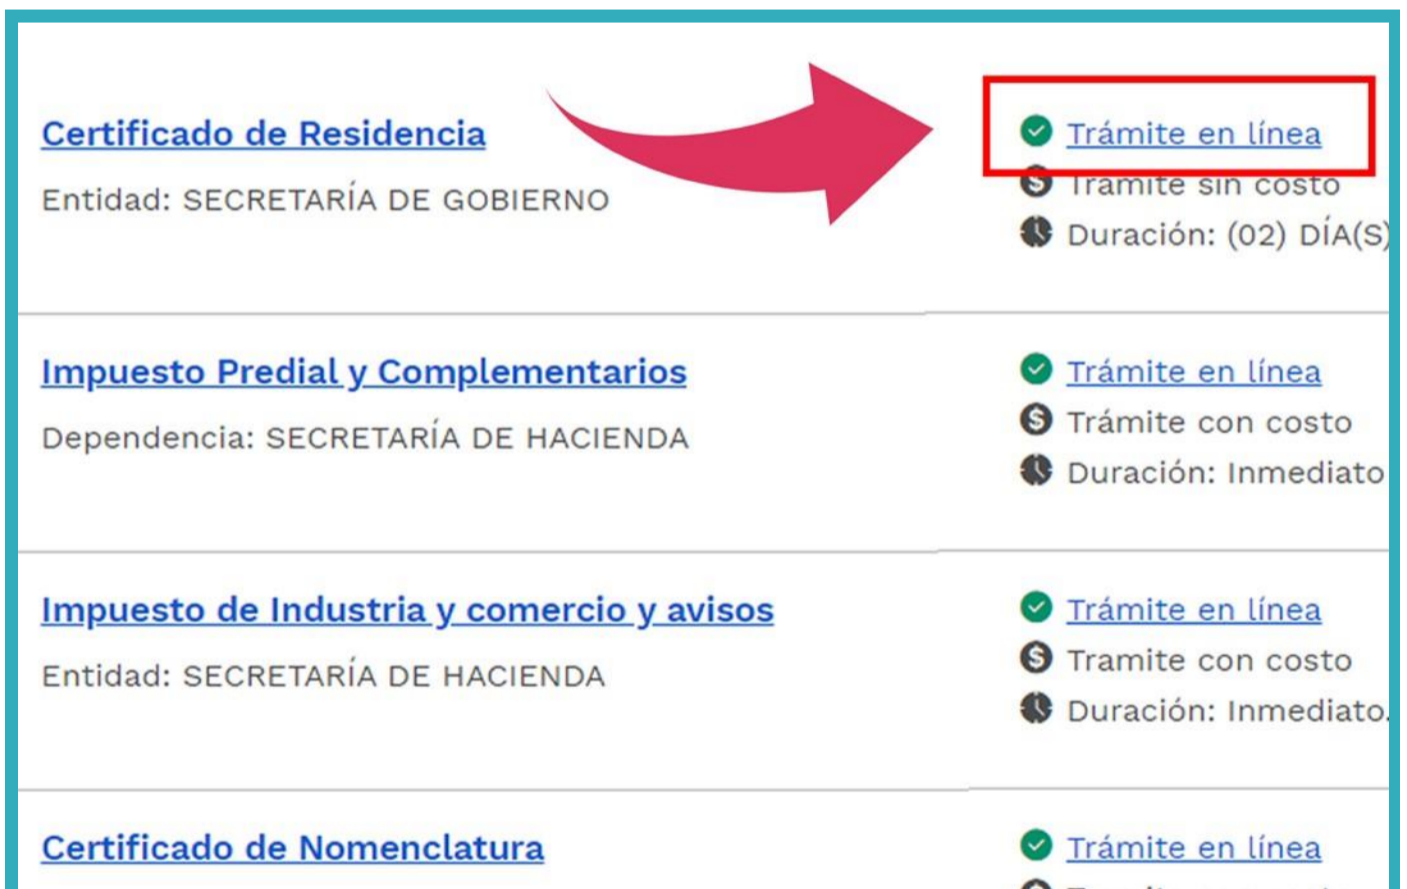 Certificado de Residencia
Entidad: SECRETARÍA DE GOBIERNO
Trámite en línea
Tramite sin costo
Duración: (02) DÍA(S)
Impuesto Predial y Complementarios
Dependencia: SECRETARÍA DE HACIENDA
Trámite en línea
Trámite con costo
Duración: Inmediato
Impuesto de Industria y comercio y avisos
Entidad: SECRETARÍA DE HACIENDA
Trámite en línea
Tramite con costo
Duración: Inmediato.
Certificado de Nomenclatura
Trámite en línea